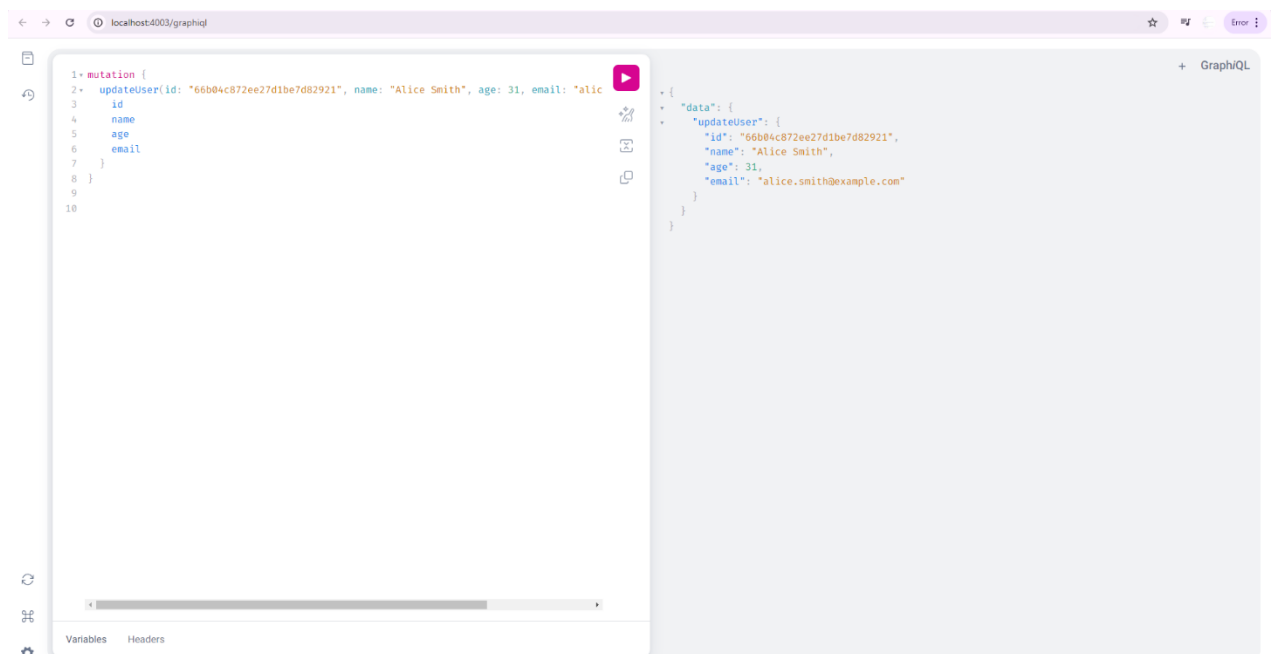 localhost:4003/graphiql
Error
1 mutation {
2 updateUser(id: "66b04c872ee27d1be7d82921", name: "Alice Smith", age: 31, email: "alic
3 id
4 name
5 age
6 email
7 }
8 }
9
10
Variables Headers
+ GraphiQL
{
"data": {
"updateUser": {
"id": "66b04c872ee27d1be7d82921",
"name": "Alice Smith",
"age": 31,
"email": "alice.smith@example.com"
}
}
}